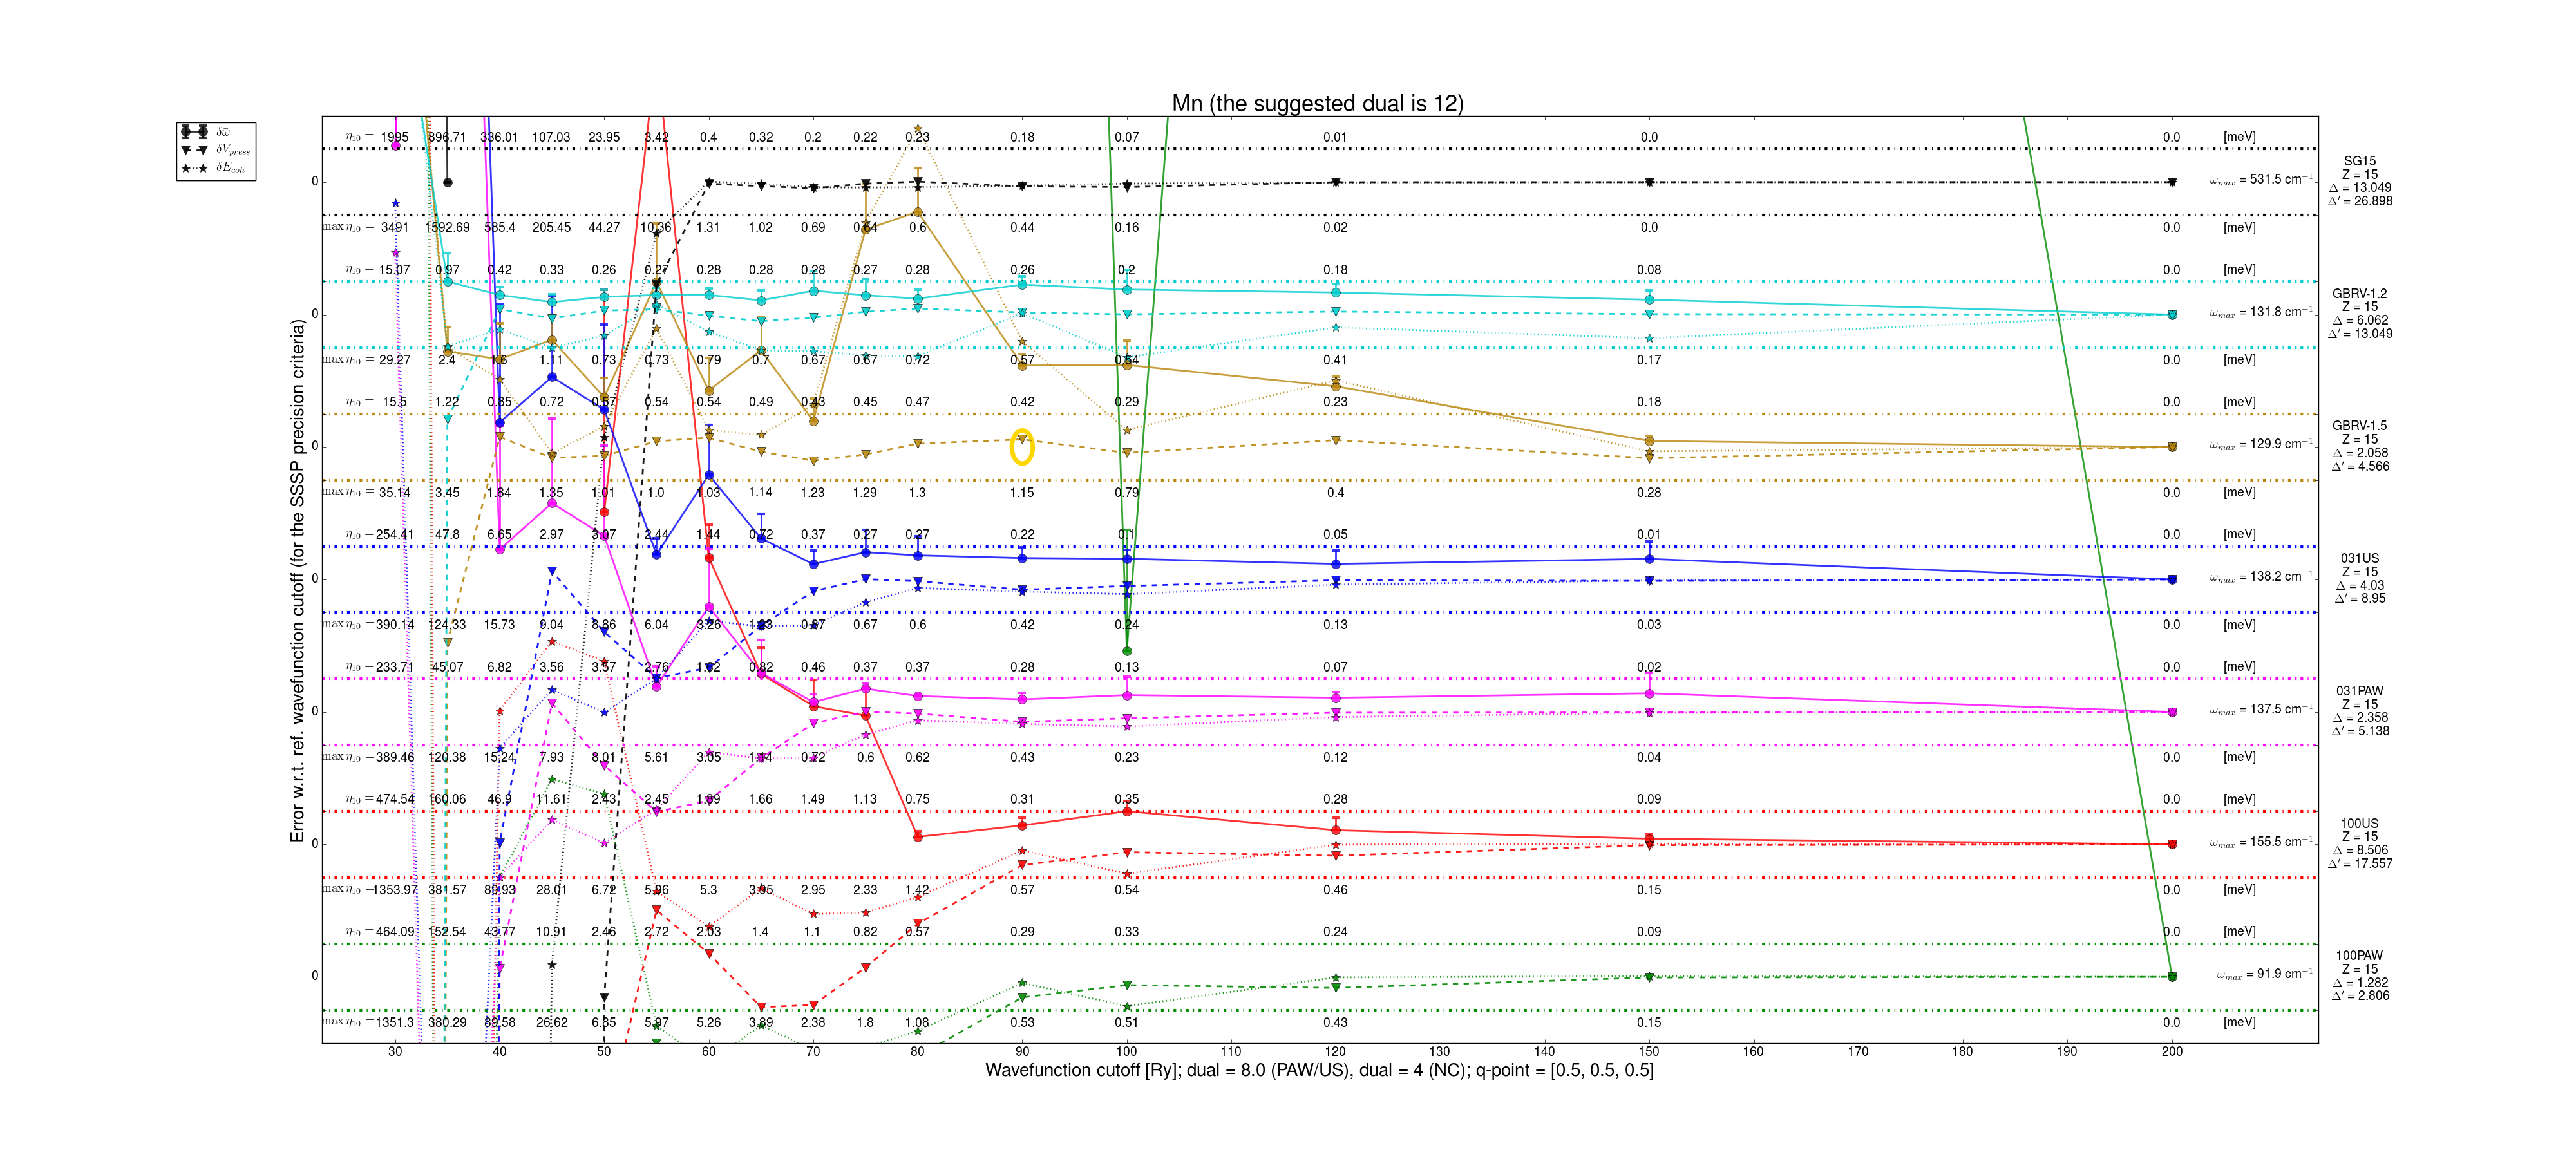 Mn (the suggested dual is 12)
δω̄
δV_press
δE_coh
Error w.r.t. ref. wavefunction cutoff (for the SSSP precision criteria)
η₁₀ = 1995 896.71 336.01 107.03 23.95 3.42 0.4 0.32 0.2 0.22 0.23 0.18 0.07 0.01 0.0 0.0 [meV]
0 ω_max = 531.5 cm⁻¹
max η₁₀ = 3491 1592.69 585.4 205.45 44.27 10.36 1.31 1.02 0.69 0.64 0.6 0.44 0.16 0.02 0.0 0.0 [meV]
SG15
Z = 15
Δ = 13.049
Δ′ = 26.898
η₁₀ = 15.07 0.97 0.42 0.33 0.26 0.27 0.28 0.28 0.28 0.27 0.28 0.26 0.2 0.18 0.08 0.0 [meV]
0 ω_max = 131.8 cm⁻¹
max η₁₀ = 29.27 2.4 1.6 1.11 0.73 0.73 0.79 0.7 0.67 0.67 0.72 0.57 0.64 0.41 0.17 0.0 [meV]
GBRV-1.2
Z = 15
Δ = 6.062
Δ′ = 13.049
η₁₀ = 15.5 1.22 0.85 0.72 0.57 0.54 0.54 0.49 0.43 0.45 0.47 0.42 0.29 0.23 0.18 0.0 [meV]
0 ω_max = 129.9 cm⁻¹
max η₁₀ = 35.14 3.45 1.84 1.35 1.01 1.0 1.03 1.14 1.23 1.29 1.3 1.15 0.79 0.4 0.28 0.0 [meV]
GBRV-1.5
Z = 15
Δ = 2.058
Δ′ = 4.566
η₁₀ = 254.41 47.8 6.65 2.97 3.07 2.44 1.44 0.72 0.37 0.27 0.27 0.22 0.1 0.05 0.01 0.0 [meV]
0 ω_max = 138.2 cm⁻¹
max η₁₀ = 390.14 124.33 15.73 9.04 8.86 6.04 3.26 1.83 0.87 0.67 0.6 0.42 0.24 0.13 0.03 0.0 [meV]
031US
Z = 15
Δ = 4.03
Δ′ = 8.95
η₁₀ = 233.71 45.07 6.82 3.56 3.57 2.76 1.62 0.82 0.46 0.37 0.37 0.28 0.13 0.07 0.02 0.0 [meV]
0 ω_max = 137.5 cm⁻¹
max η₁₀ = 389.46 120.38 15.24 7.93 8.01 5.61 3.05 1.14 0.72 0.6 0.62 0.43 0.23 0.12 0.04 0.0 [meV]
031PAW
Z = 15
Δ = 2.358
Δ′ = 5.138
η₁₀ = 474.54 160.06 46.9 11.61 2.43 2.45 1.89 1.66 1.49 1.13 0.75 0.31 0.35 0.28 0.09 0.0 [meV]
0 ω_max = 155.5 cm⁻¹
max η₁₀ = 1353.97 381.57 89.93 28.01 6.72 5.96 5.3 3.95 2.95 2.33 1.42 0.57 0.54 0.46 0.15 0.0 [meV]
100US
Z = 15
Δ = 8.506
Δ′ = 17.557
η₁₀ = 464.09 152.54 43.77 10.91 2.46 2.72 2.03 1.4 1.1 0.82 0.57 0.29 0.33 0.24 0.09 0.0 [meV]
0 ω_max = 91.9 cm⁻¹
max η₁₀ = 1351.3 380.29 89.58 26.62 6.85 5.97 5.26 3.89 2.38 1.8 1.08 0.53 0.51 0.43 0.15 0.0 [meV]
100PAW
Z = 15
Δ = 1.282
Δ′ = 2.806
30 40 50 60 70 80 90 100 110 120 130 140 150 160 170 180 190 200
Wavefunction cutoff [Ry]; dual = 8.0 (PAW/US), dual = 4 (NC); q-point = [0.5, 0.5, 0.5]